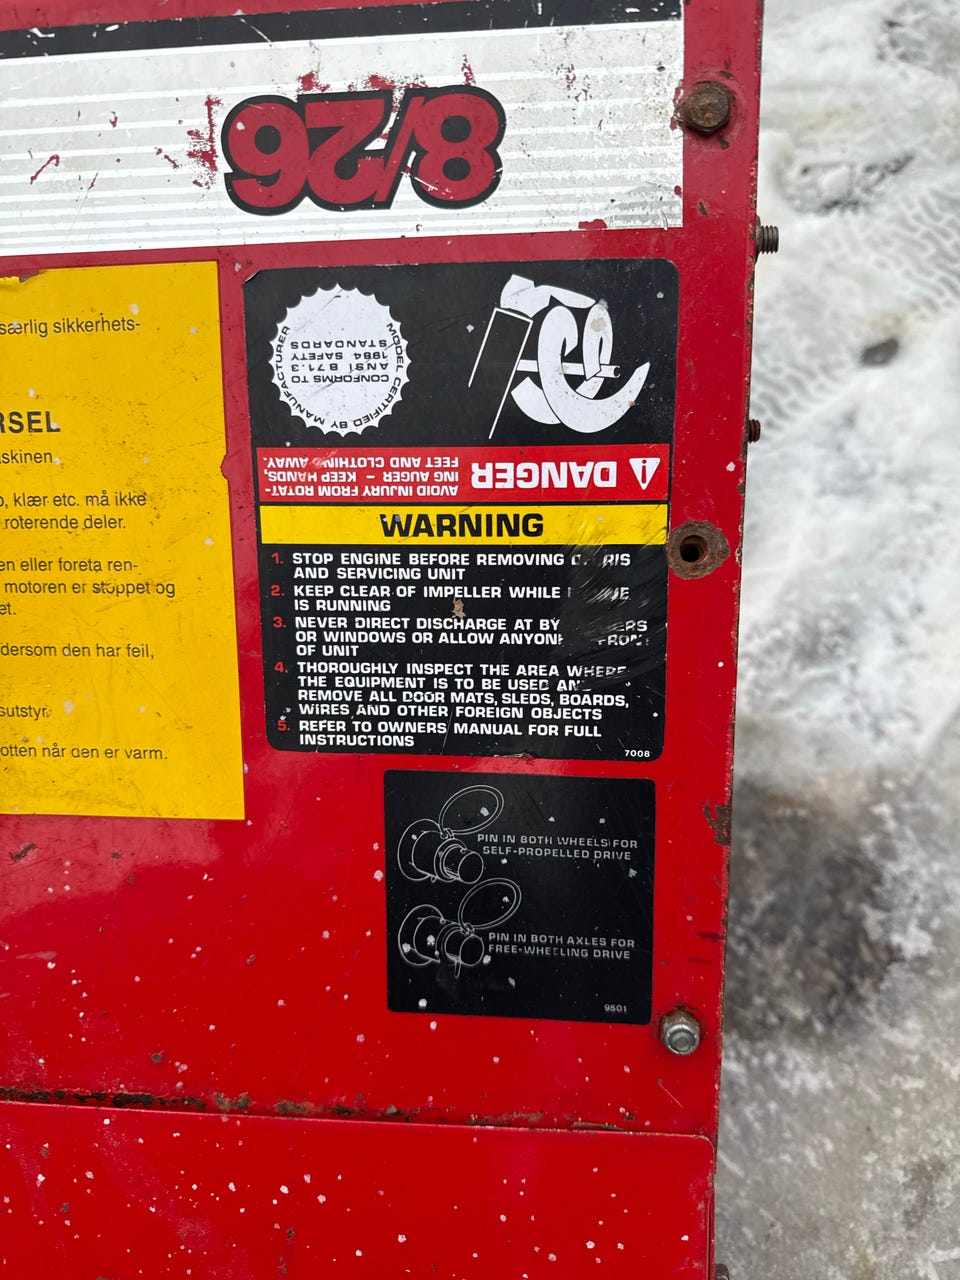 8/26
særlig sikkerhets-
RSEL
skinen.
, klær etc. må ikke
roterende deler.
en eller foreta ren-
motoren er stoppet og
et.
dersom den har feil,
sutstyr.
otten når den er varm.
MODEL CERTIFIED BY MANUFACTURER
CONFORMS TO
ANSI B71.3
1984 SAFETY
STANDARDS
DANGER
AVOID INJURY FROM ROTAT-
ING AUGER – KEEP HANDS,
FEET AND CLOTHING AWAY.
WARNING
1. STOP ENGINE BEFORE REMOVING
AND SERVICING UNIT
2. KEEP CLEAR OF IMPELLER WHILE
IS RUNNING
3. NEVER DIRECT DISCHARGE AT
OR WINDOWS OR ALLOW ANYONE FRONT
OF UNIT
4. THOROUGHLY INSPECT THE AREA WHERE
THE EQUIPMENT IS TO BE USED AND
REMOVE ALL DOOR MATS, SLEDS, BOARDS,
WIRES AND OTHER FOREIGN OBJECTS
5. REFER TO OWNERS MANUAL FOR FULL
INSTRUCTIONS
7008
PIN IN BOTH WHEELS FOR
SELF-PROPELLED DRIVE
PIN IN BOTH AXLES FOR
FREE-WHEELING DRIVE
9501